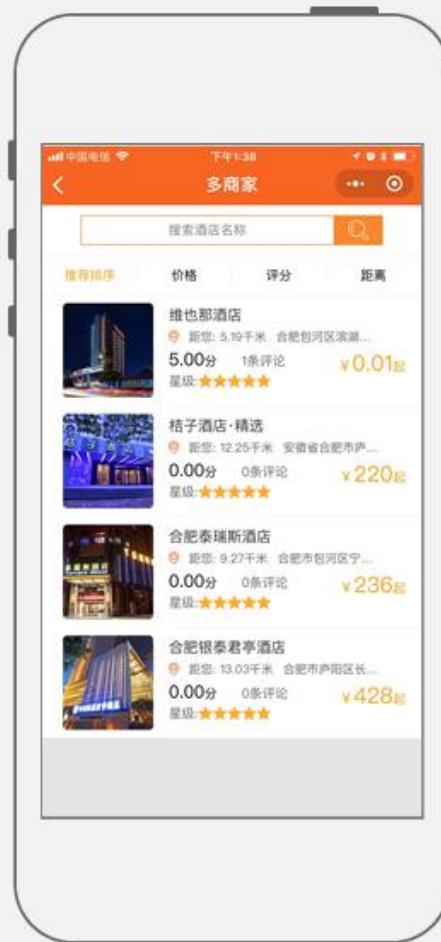 中国电信 下午1:38
多商家
搜索酒店名称
推荐排序 价格 评分 距离
维也那酒店
距您: 5.19千米 合肥包河区滨湖...
5.00分 1条评论 ¥0.01起
星级:
桔子酒店·精选
距您: 12.25千米 安徽省合肥市庐...
0.00分 0条评论 ¥220起
星级:
合肥泰瑞斯酒店
距您: 9.27千米 合肥市包河区宁...
0.00分 0条评论 ¥236起
星级:
合肥银泰君亭酒店
距您: 13.03千米 合肥市庐阳区长...
0.00分 0条评论 ¥428起
星级: